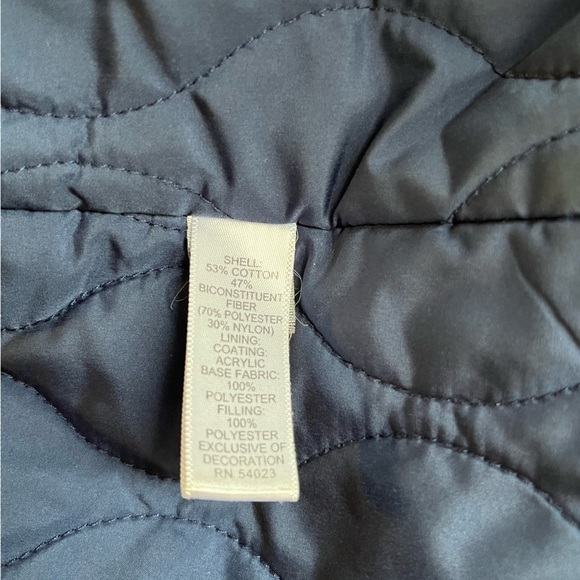 SHELL:
53% COTTON
47%
BICONSTITUENT
FIBER
(70% POLYESTER
30% NYLON)
LINING:
COATING:
ACRYLIC
BASE FABRIC:
100%
POLYESTER
FILLING:
100%
POLYESTER
EXCLUSIVE OF
DECORATION
RN 54023